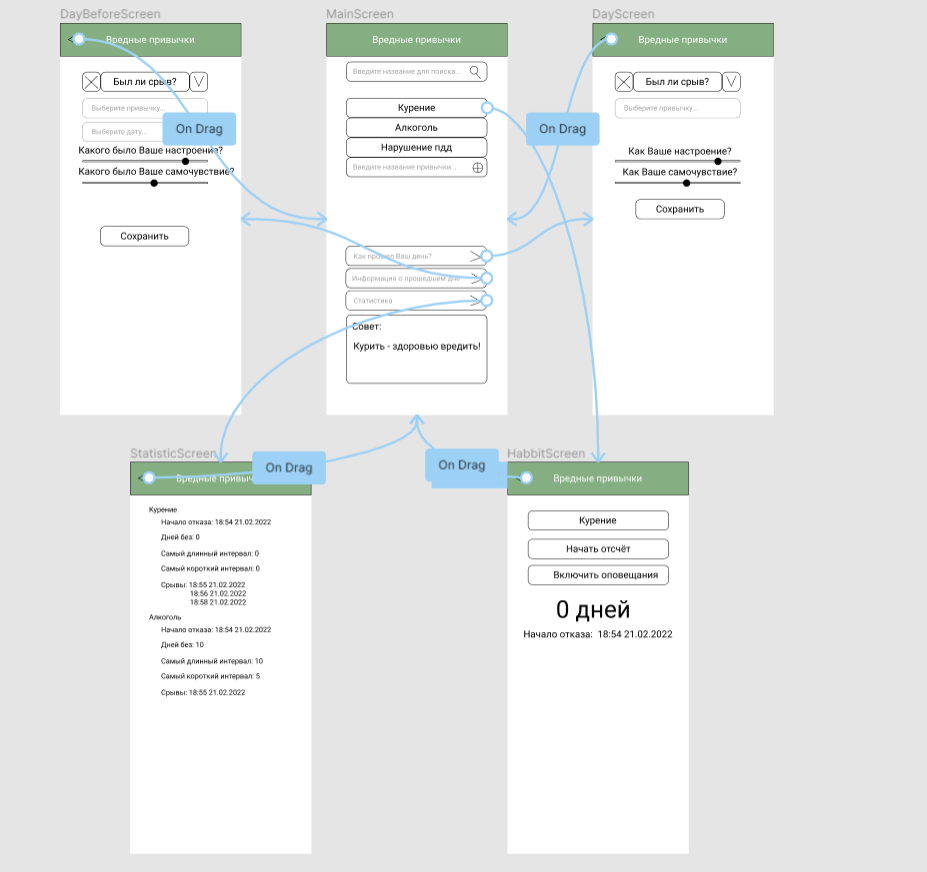 DayBeforeScreen
Вредные привычки
Был ли срыв?
Выберите привычку...
Выберите дату...
On Drag
Какого было Ваше настроение?
Какого было Ваше самочувствие?
Сохранить
MainScreen
Вредные привычки
Введите название для поиска...
Курение
Алкоголь
Нарушение пдд
Введите название привычки...
Как прошел Ваш день?
Информация о прошедшем дне
Статистика
Совет:
Курить - здоровью вредить!
DayScreen
Вредные привычки
Был ли срыв?
Выберите привычку...
On Drag
Как Ваше настроение?
Как Ваше самочувствие?
Сохранить
StatisticScreen
Вредные привыч
On Drag
Курение
Начало отказа: 18:54 21.02.2022
Дней без: 0
Самый длинный интервал: 0
Самый короткий интервал: 0
Срывы: 18:55 21.02.2022
18:56 21.02.2022
18:58 21.02.2022
Алкоголь
Начало отказа: 18:54 21.02.2022
Дней без: 10
Самый длинный интервал: 10
Самый короткий интервал: 5
Срывы: 18:55 21.02.2022
On Drag
HabbitScreen
Вредные привычки
Курение
Начать отсчёт
Включить оповещания
0 дней
Начало отказа: 18:54 21.02.2022